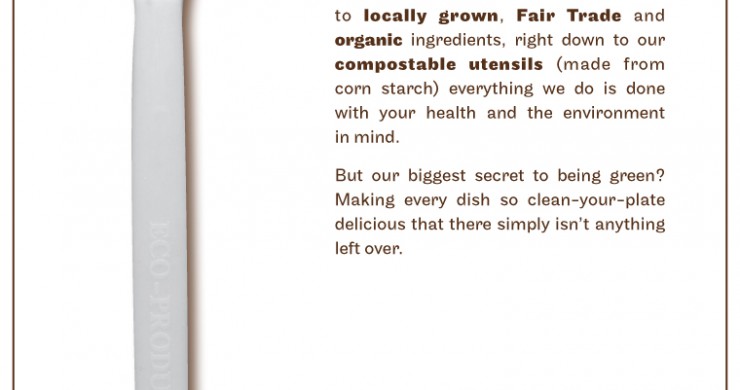 to locally grown, Fair Trade and
organic ingredients, right down to our
compostable utensils (made from
corn starch) everything we do is done
with your health and the environment
in mind.
But our biggest secret to being green?
Making every dish so clean-your-plate
delicious that there simply isn't anything
left over.
ECO-PRODU